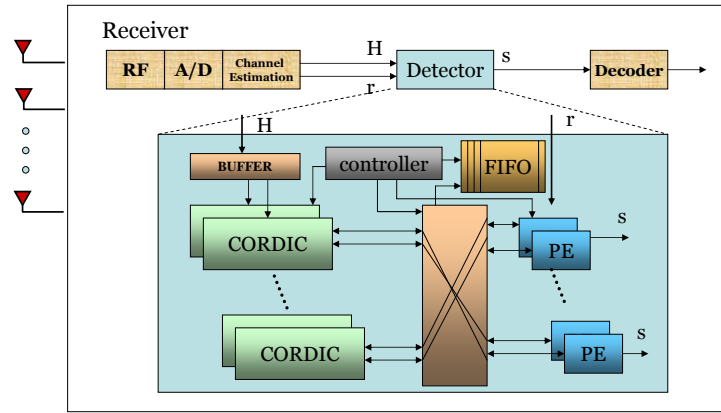 Receiver
RF
A/D
Channel
Estimation
H
r
Detector
s
Decoder
H
r
BUFFER
controller
FIFO
CORDIC
PE
s
CORDIC
PE
s